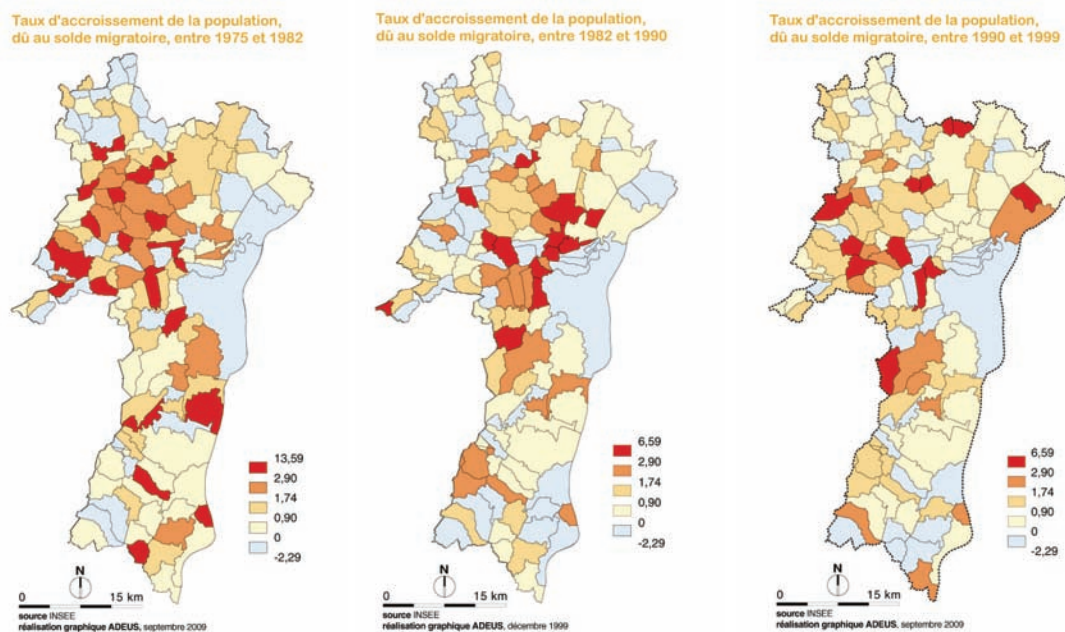 Taux d'accroissement de la population,
dû au solde migratoire, entre 1975 et 1982
13,59
2,90
1,74
0,90
0
-2,29
N
0 15 km
source INSEE
réalisation graphique ADEUS, septembre 2009
Taux d'accroissement de la population,
dû au solde migratoire, entre 1982 et 1990
6,59
2,90
1,74
0,90
0
-2,29
N
0 15 km
source INSEE
réalisation graphique ADEUS, décembre 1999
Taux d'accroissement de la population,
dû au solde migratoire, entre 1990 et 1999
6,59
2,90
1,74
0,90
0
-2,29
N
0 15 km
source INSEE
réalisation graphique ADEUS, septembre 2009